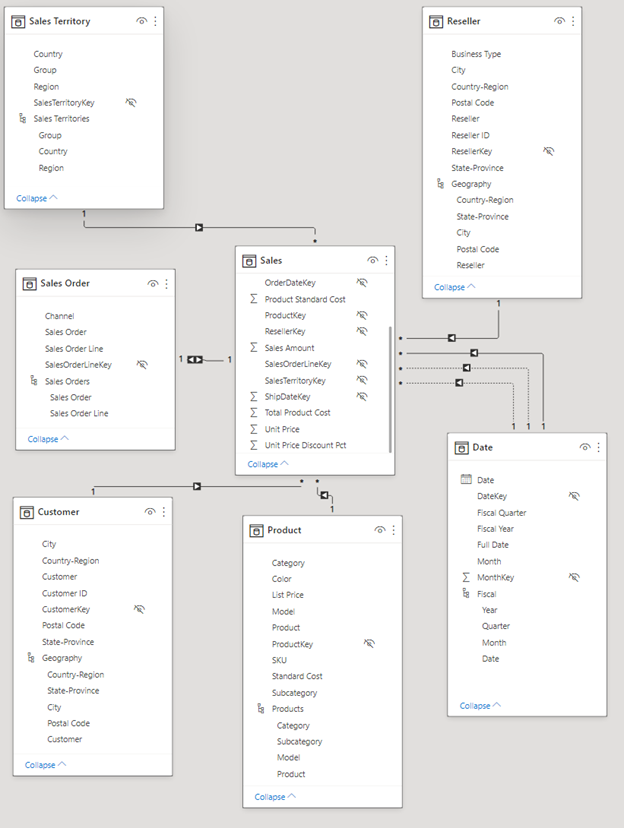 Sales Territory
Country
Group
Region
SalesTerritoryKey
Sales Territories
Group
Country
Region
Collapse
1
*
Reseller
Business Type
City
Country-Region
Postal Code
Reseller
Reseller ID
ResellerKey
State-Province
Geography
Country-Region
State-Province
City
Postal Code
Reseller
Collapse
1
Sales Order
Channel
Sales Order
Sales Order Line
SalesOrderLineKey
Sales Orders
Sales Order
Sales Order Line
Collapse
1
1
Sales
OrderDateKey
Σ Product Standard Cost
ProductKey
ResellerKey
Σ Sales Amount
SalesOrderLineKey
SalesTerritoryKey
Σ ShipDateKey
Σ Total Product Cost
Σ Unit Price
Σ Unit Price Discount Pct
Collapse
*
*
*
*
1 1 1
Date
Date
DateKey
Fiscal Quarter
Fiscal Year
Full Date
Month
Σ MonthKey
Fiscal
Year
Quarter
Month
Date
Collapse
1
* *
1
Customer
City
Country-Region
Customer
Customer ID
CustomerKey
Postal Code
State-Province
Geography
Country-Region
State-Province
City
Postal Code
Customer
Collapse
Product
Category
Color
List Price
Model
Product
ProductKey
SKU
Standard Cost
Subcategory
Products
Category
Subcategory
Model
Product
Collapse